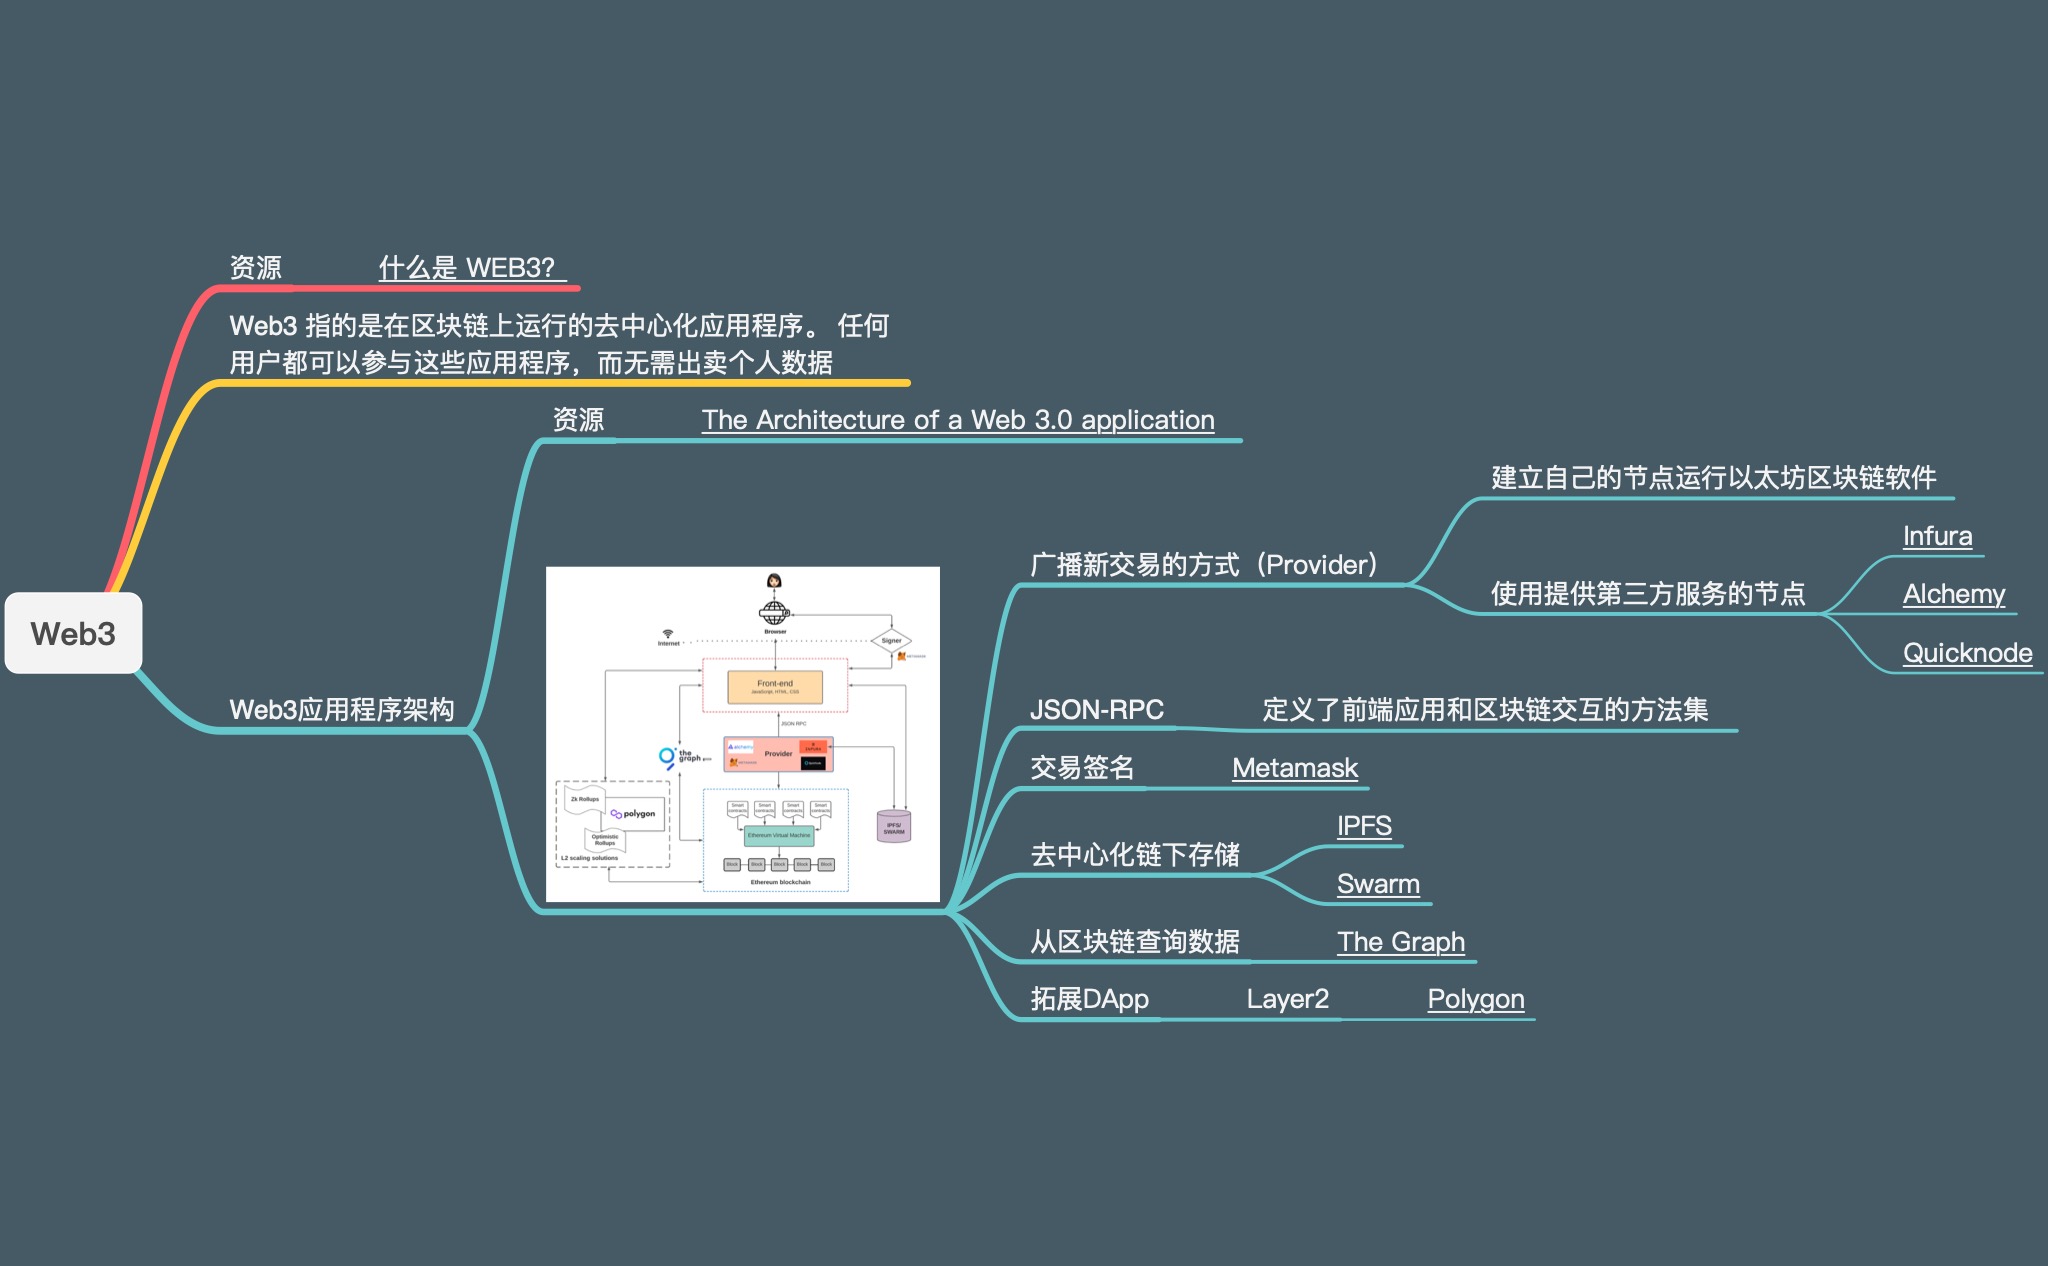 资源
什么是 WEB3?
Web3 指的是在区块链上运行的去中心化应用程序。 任何
用户都可以参与这些应用程序，而无需出卖个人数据
资源
The Architecture of a Web 3.0 application
Web3
Web3应用程序架构
Browser
Internet
Signer
METAMASK
Front-end
JavaScript, HTML, CSS
JSON RPC
the
graph
alchemy
Provider
INFURA
METAMASK
Zk Rollups
polygon
Optimistic
Rollups
L2 scaling solutions
Smart
contracts
Smart
contracts
Smart
contracts
Smart
contracts
Ethereum Virtual Machine
Block
Block
Block
Block
Block
Ethereum blockchain
IPFS/
SWARM
广播新交易的方式（Provider）
建立自己的节点运行以太坊区块链软件
使用提供第三方服务的节点
Infura
Alchemy
Quicknode
JSON-RPC
定义了前端应用和区块链交互的方法集
交易签名
Metamask
去中心化链下存储
IPFS
Swarm
从区块链查询数据
The Graph
拓展DApp
Layer2
Polygon